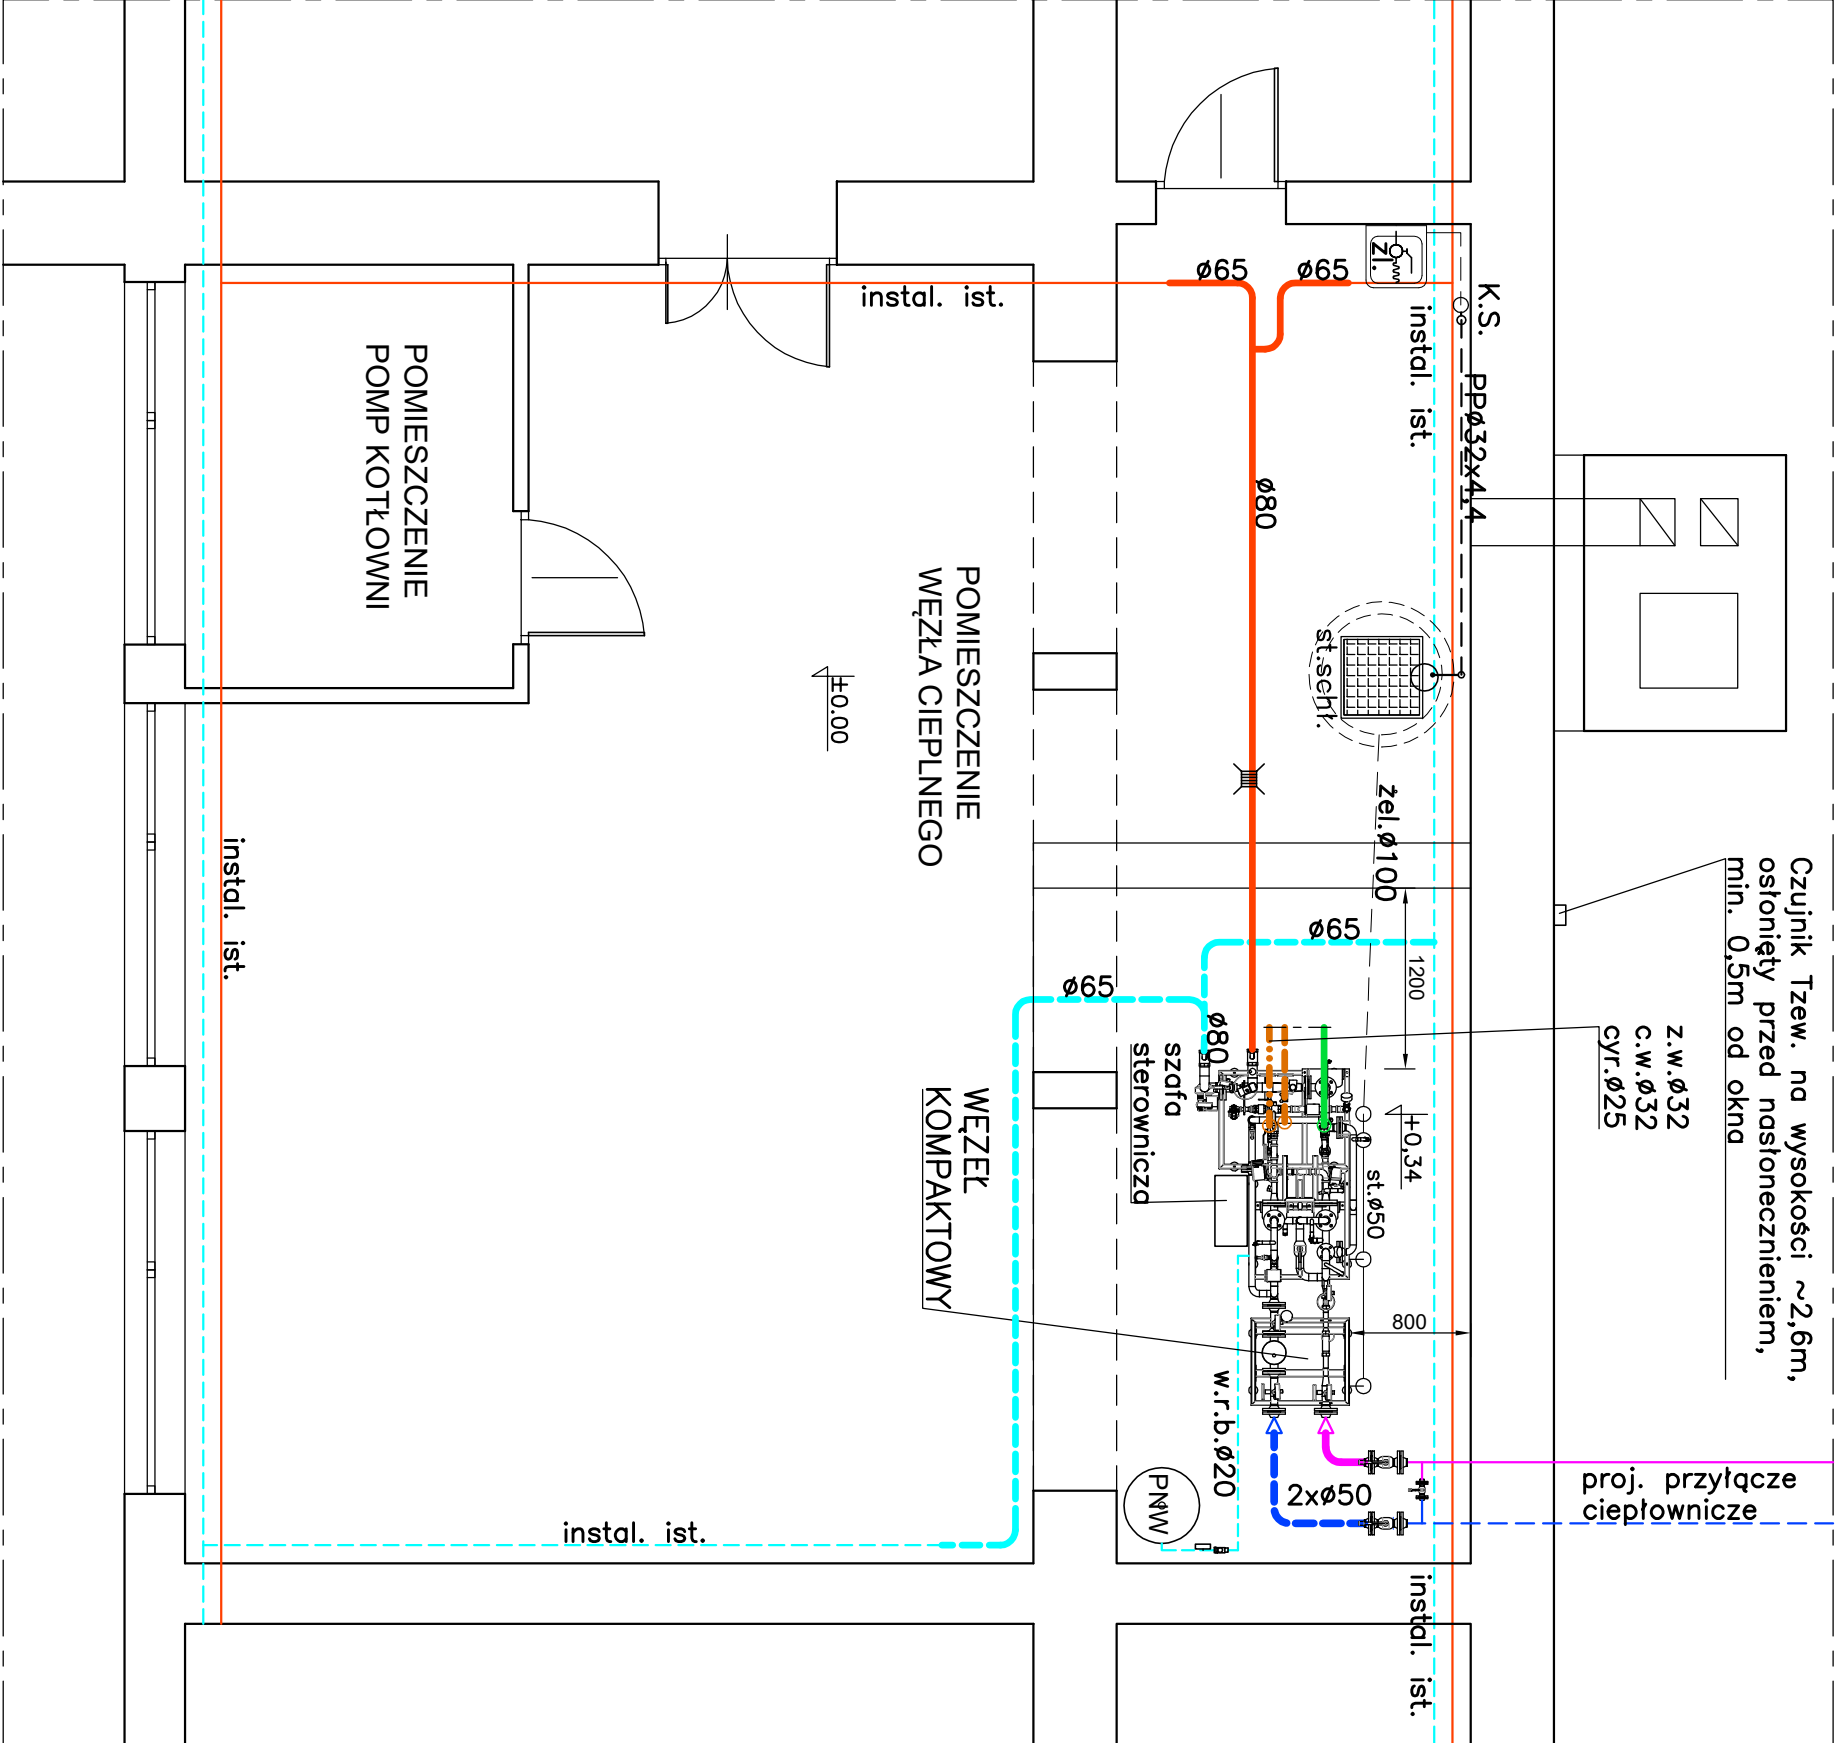 ø65
ø65
zl.
K.S.
instal. ist.
instal. ist.
PPø32x4,4
ø80
POMIESZCZENIE
POMP KOTŁOWNI
POMIESZCZENIE
WĘZŁA CIEPLNEGO
±0.00
st.schł.
żel.ø100
Czujnik Tzew. na wysokości ~2,6m,
osłonięty przed nasłonecznieniem,
min. 0,5m od okna
instal. ist.
ø65
ø65
1200
ø80
szafa
sterownicza
z.w.ø32
c.w.ø32
cyr.ø25
+0,34
st.ø50
WĘZEŁ
KOMPAKTOWY
800
w.r.b.ø20
PNW
2xø50
proj. przyłącze
ciepłownicze
instal. ist.
instal. ist.